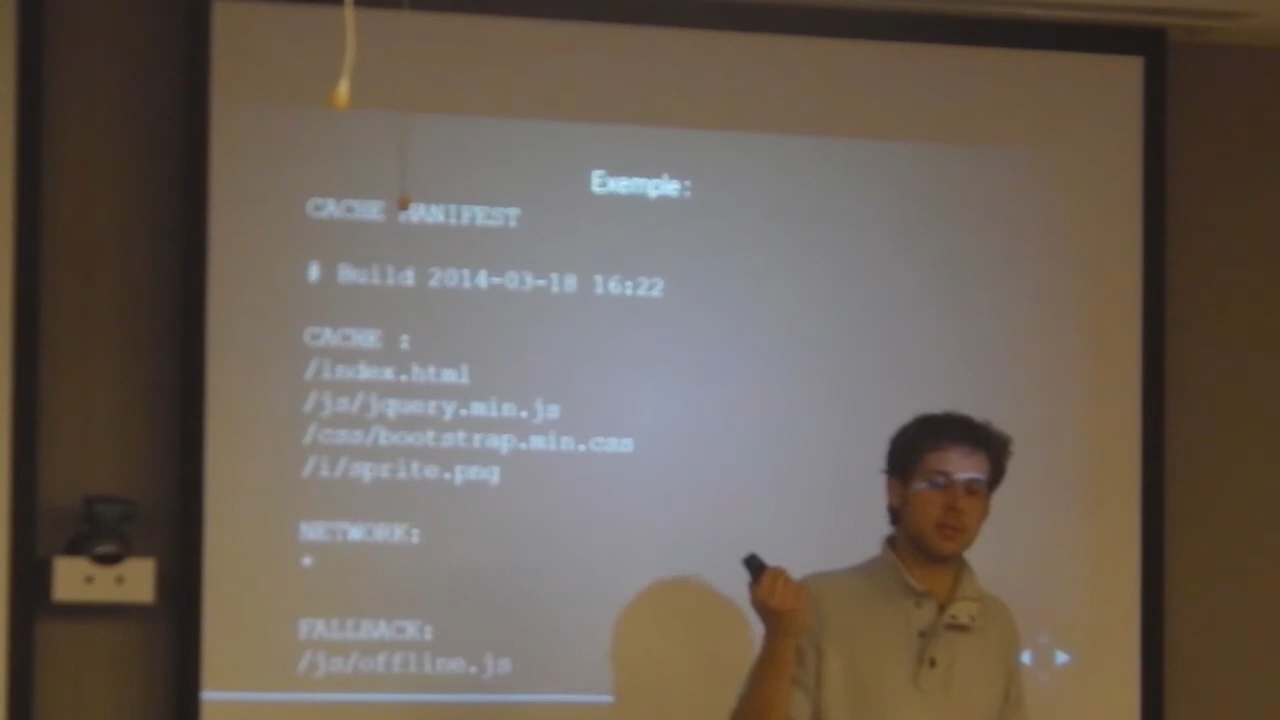 Exemple:
CACHE MANIFEST
# Build 2014-03-18 16:22
CACHE :
/index.html
/js/jquery.min.js
/css/bootstrap.min.css
/i/sprite.png
NETWORK:
*
FALLBACK:
/js/offline.js